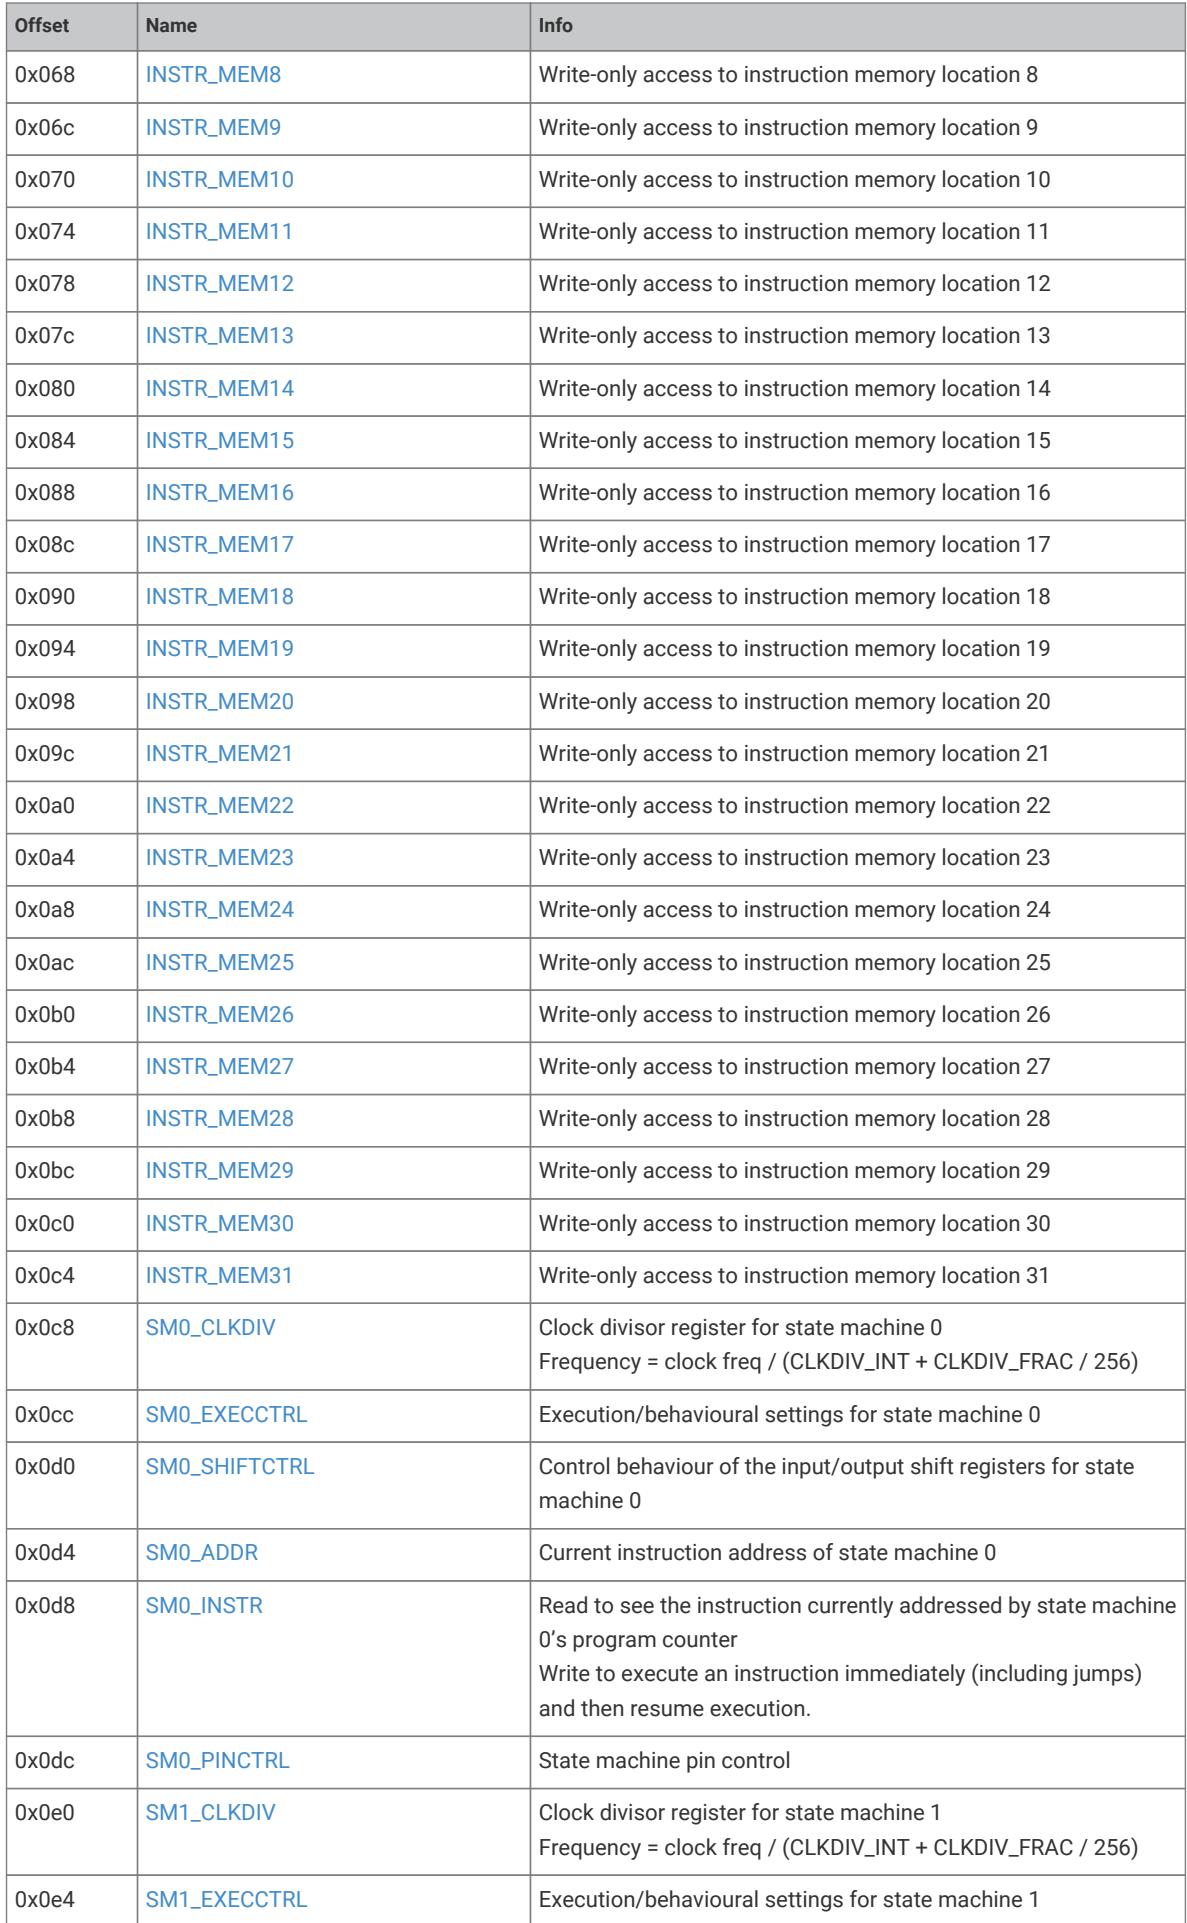 Offset Name Info
0x068 INSTR_MEM8 Write-only access to instruction memory location 8
0x06c INSTR_MEM9 Write-only access to instruction memory location 9
0x070 INSTR_MEM10 Write-only access to instruction memory location 10
0x074 INSTR_MEM11 Write-only access to instruction memory location 11
0x078 INSTR_MEM12 Write-only access to instruction memory location 12
0x07c INSTR_MEM13 Write-only access to instruction memory location 13
0x080 INSTR_MEM14 Write-only access to instruction memory location 14
0x084 INSTR_MEM15 Write-only access to instruction memory location 15
0x088 INSTR_MEM16 Write-only access to instruction memory location 16
0x08c INSTR_MEM17 Write-only access to instruction memory location 17
0x090 INSTR_MEM18 Write-only access to instruction memory location 18
0x094 INSTR_MEM19 Write-only access to instruction memory location 19
0x098 INSTR_MEM20 Write-only access to instruction memory location 20
0x09c INSTR_MEM21 Write-only access to instruction memory location 21
0x0a0 INSTR_MEM22 Write-only access to instruction memory location 22
0x0a4 INSTR_MEM23 Write-only access to instruction memory location 23
0x0a8 INSTR_MEM24 Write-only access to instruction memory location 24
0x0ac INSTR_MEM25 Write-only access to instruction memory location 25
0x0b0 INSTR_MEM26 Write-only access to instruction memory location 26
0x0b4 INSTR_MEM27 Write-only access to instruction memory location 27
0x0b8 INSTR_MEM28 Write-only access to instruction memory location 28
0x0bc INSTR_MEM29 Write-only access to instruction memory location 29
0x0c0 INSTR_MEM30 Write-only access to instruction memory location 30
0x0c4 INSTR_MEM31 Write-only access to instruction memory location 31
0x0c8 SM0_CLKDIV Clock divisor register for state machine 0
Frequency = clock freq / (CLKDIV_INT + CLKDIV_FRAC / 256)
0x0cc SM0_EXECCTRL Execution/behavioural settings for state machine 0
0x0d0 SM0_SHIFTCTRL Control behaviour of the input/output shift registers for state
machine 0
0x0d4 SM0_ADDR Current instruction address of state machine 0
0x0d8 SM0_INSTR Read to see the instruction currently addressed by state machine
0’s program counter
Write to execute an instruction immediately (including jumps)
and then resume execution.
0x0dc SM0_PINCTRL State machine pin control
0x0e0 SM1_CLKDIV Clock divisor register for state machine 1
Frequency = clock freq / (CLKDIV_INT + CLKDIV_FRAC / 256)
0x0e4 SM1_EXECCTRL Execution/behavioural settings for state machine 1